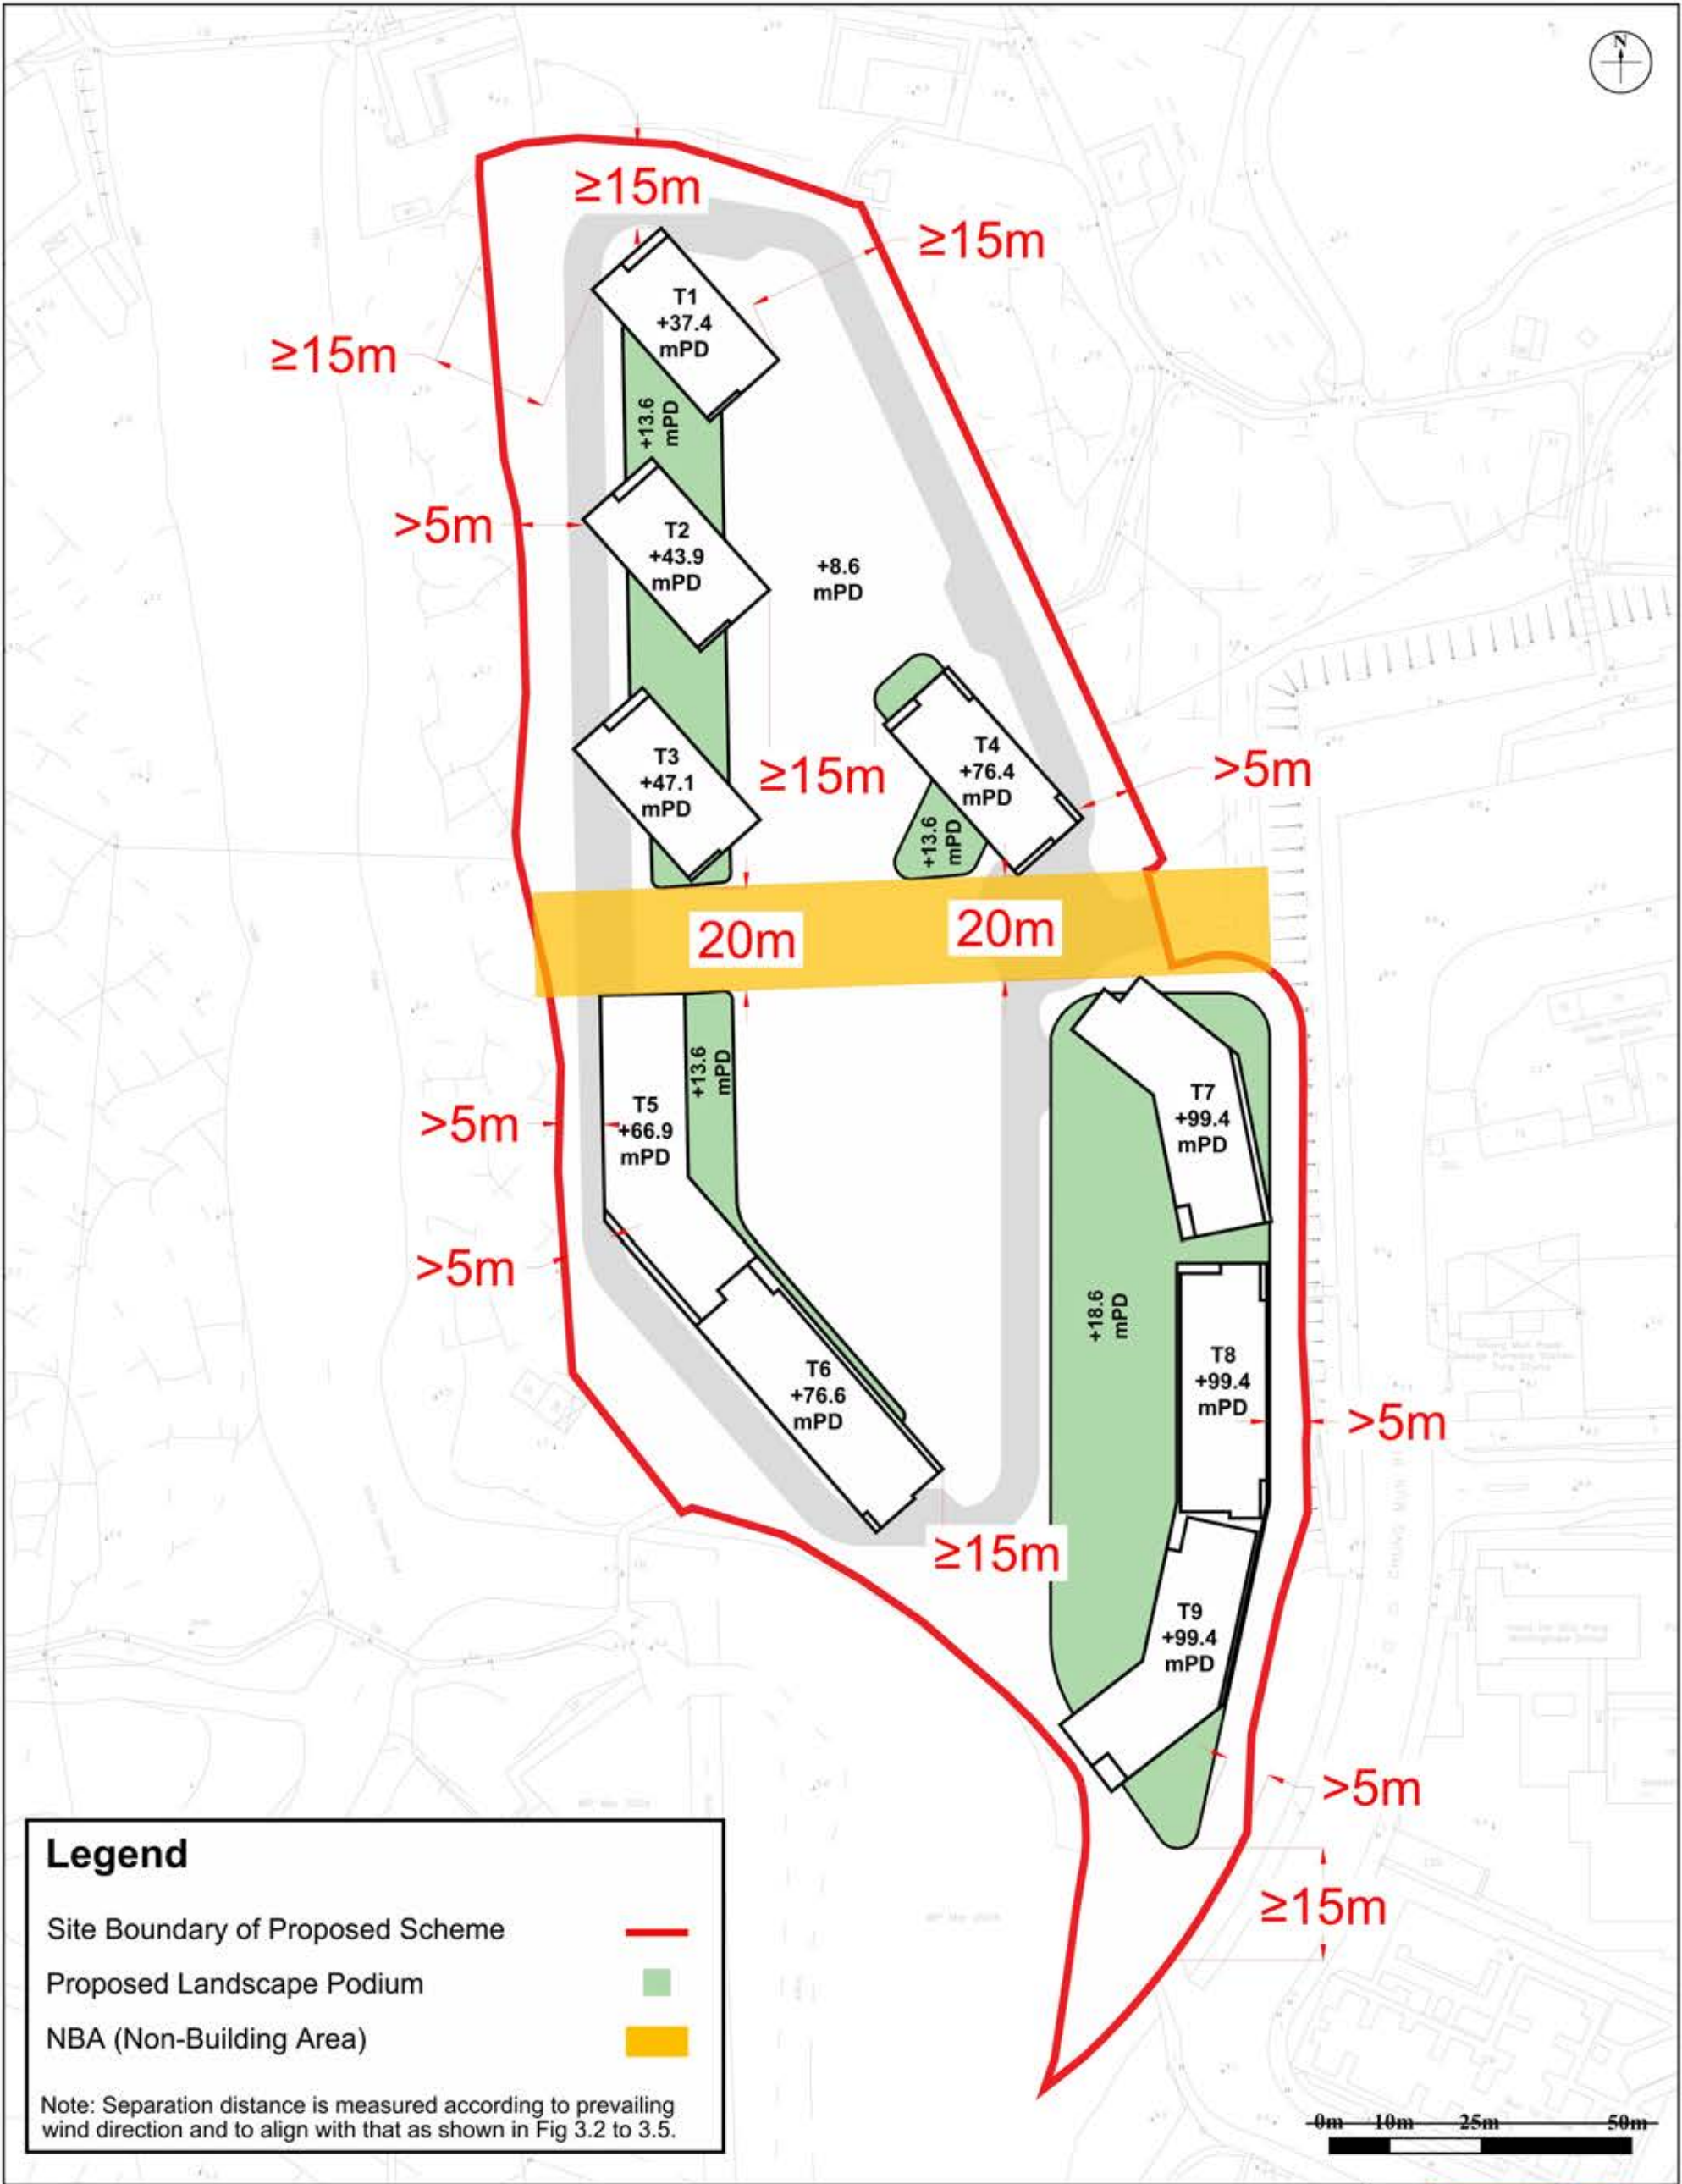 N
≥15m
≥15m
T1
+37.4
mPD
≥15m
+13.6
mPD
>5m
T2
+43.9
mPD
+8.6
mPD
T3
+47.1
mPD
≥15m
T4
+76.4
mPD
>5m
+13.6
mPD
20m
20m
+13.6
mPD
T5
+66.9
mPD
>5m
T7
+99.4
mPD
>5m
+18.6
mPD
T8
+99.4
mPD
T6
+76.6
mPD
>5m
≥15m
T9
+99.4
mPD
>5m
≥15m
Legend
Site Boundary of Proposed Scheme
Proposed Landscape Podium
NBA (Non-Building Area)
Note: Separation distance is measured according to prevailing
wind direction and to align with that as shown in Fig 3.2 to 3.5.
0m 10m 25m 50m